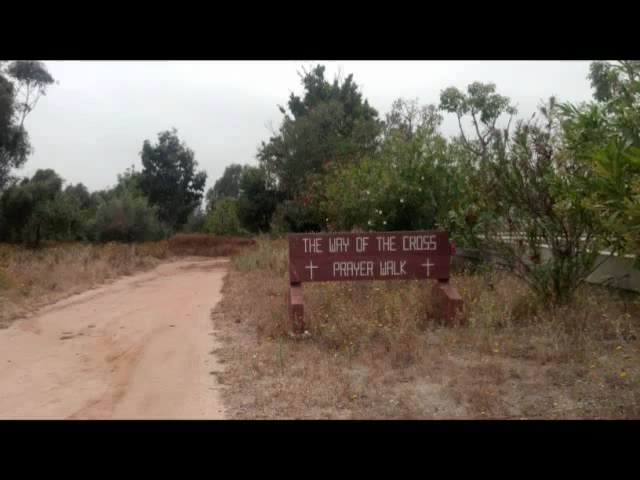 THE WAY OF THE CROSS
† PRAYER WALK †